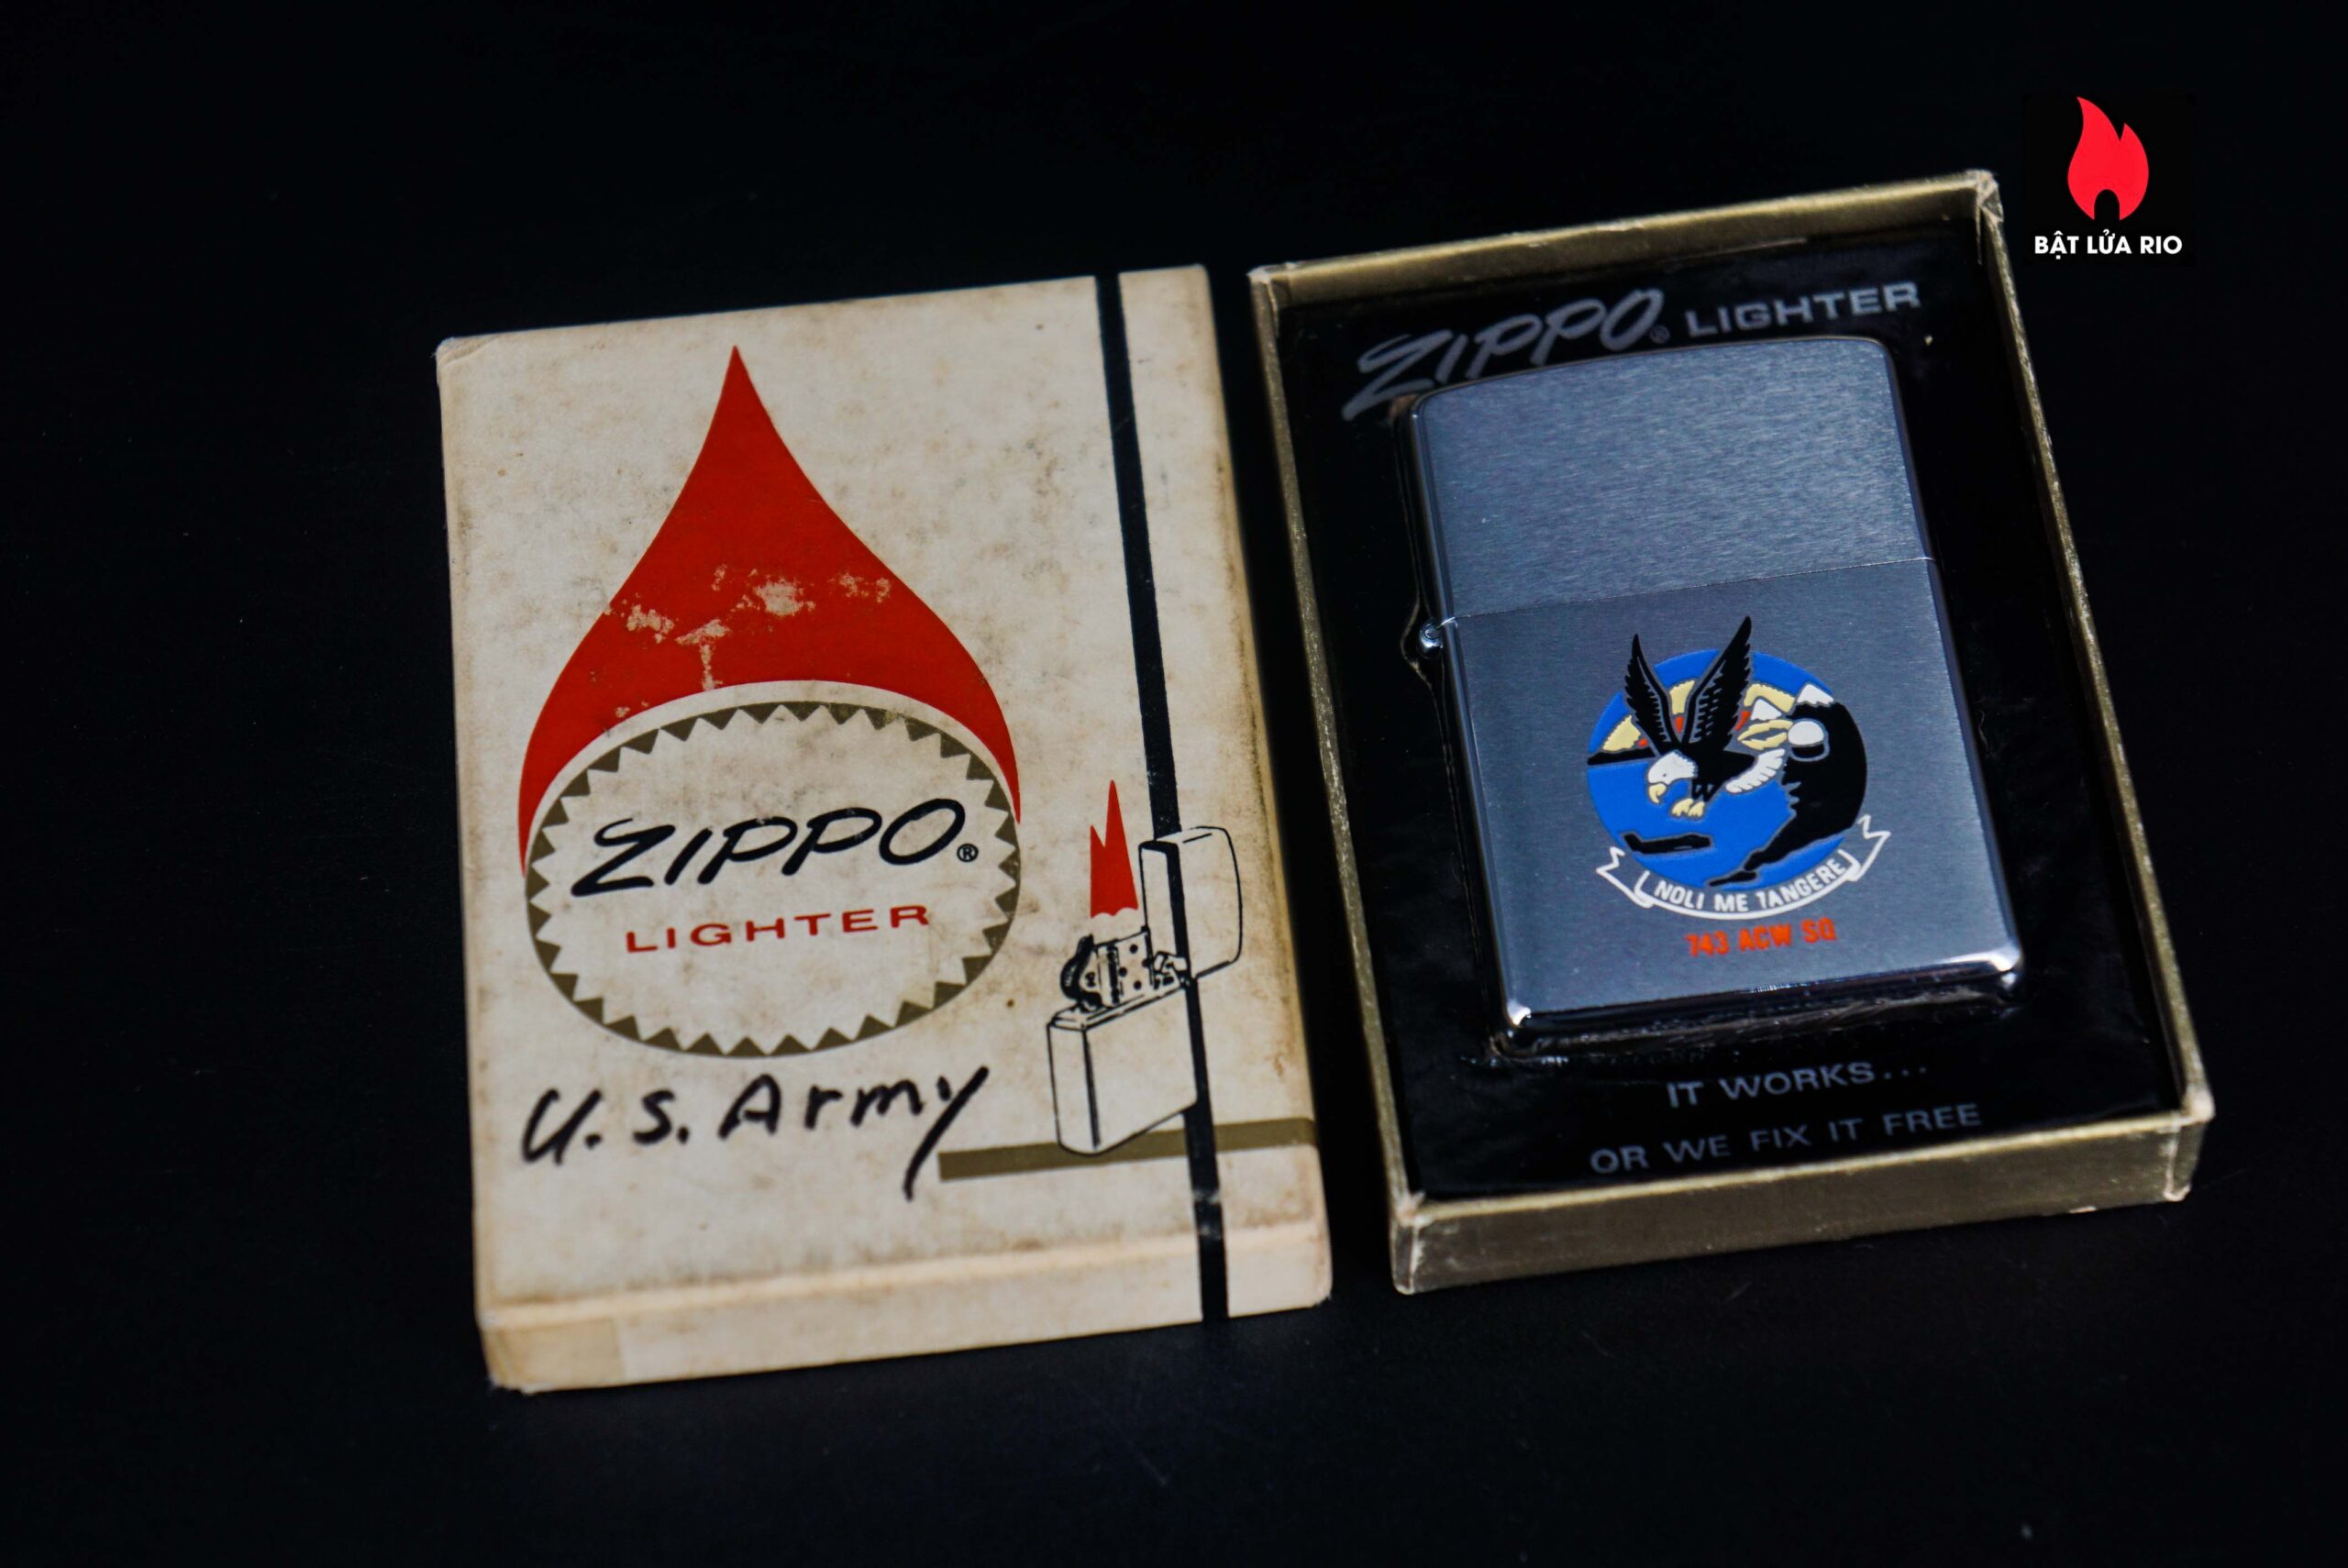 BẬT LỬA RIO
ZIPPO®
LIGHTER
U.S. Army
ZIPPO® LIGHTER
NOLI ME TANGERE
743 ACW SQ
IT WORKS...
OR WE FIX IT FREE